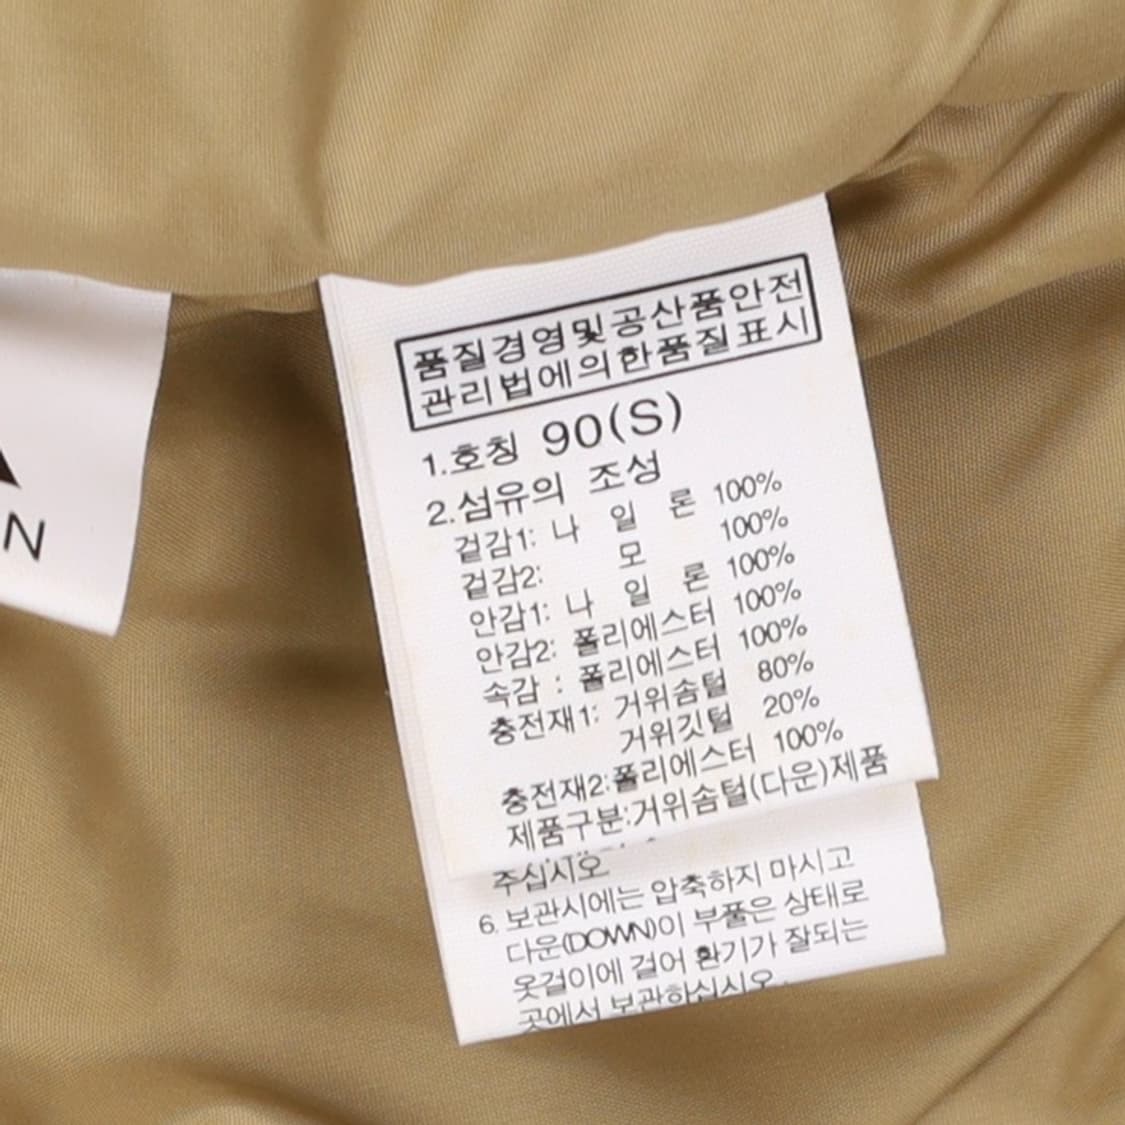 품질경영및공산품안전
관리법에의한품질표시
1.호칭 90(S)
2.섬유의 조성
겉감1: 나 일 론 100%
겉감2: 모 100%
안감1: 나 일 론 100%
안감2: 폴리에스터 100%
속감 : 폴리에스터 100%
충전재1: 거위솜털 80%
거위깃털 20%
충전재2:폴리에스터 100%
제품구분:거위솜털(다운)제품
주십시오.
6. 보관시에는 압축하지 마시고
다운(DOWN)이 부풀은 상태로
옷걸이에 걸어 환기가 잘되는
곳에서 보관하십시오.
N